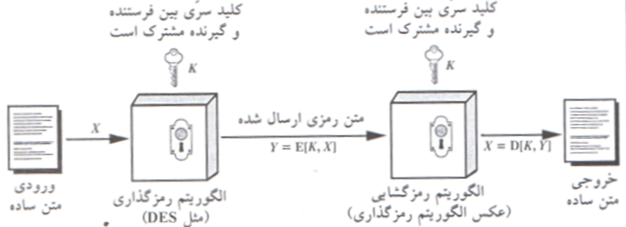 کلید سرّی بین فرستنده
و گیرنده مشترک است
کلید سرّی بین فرستنده
و گیرنده مشترک است
K
K
متن رمزی ارسال شده
X
Y = E[K, X]
X = D[K, Y]
ورودی
متن ساده
الگوریتم رمزگذاری
(مثل DES)
الگوریتم رمزگشایی
(عکس الگوریتم رمزگذاری)
خروجی
متن ساده